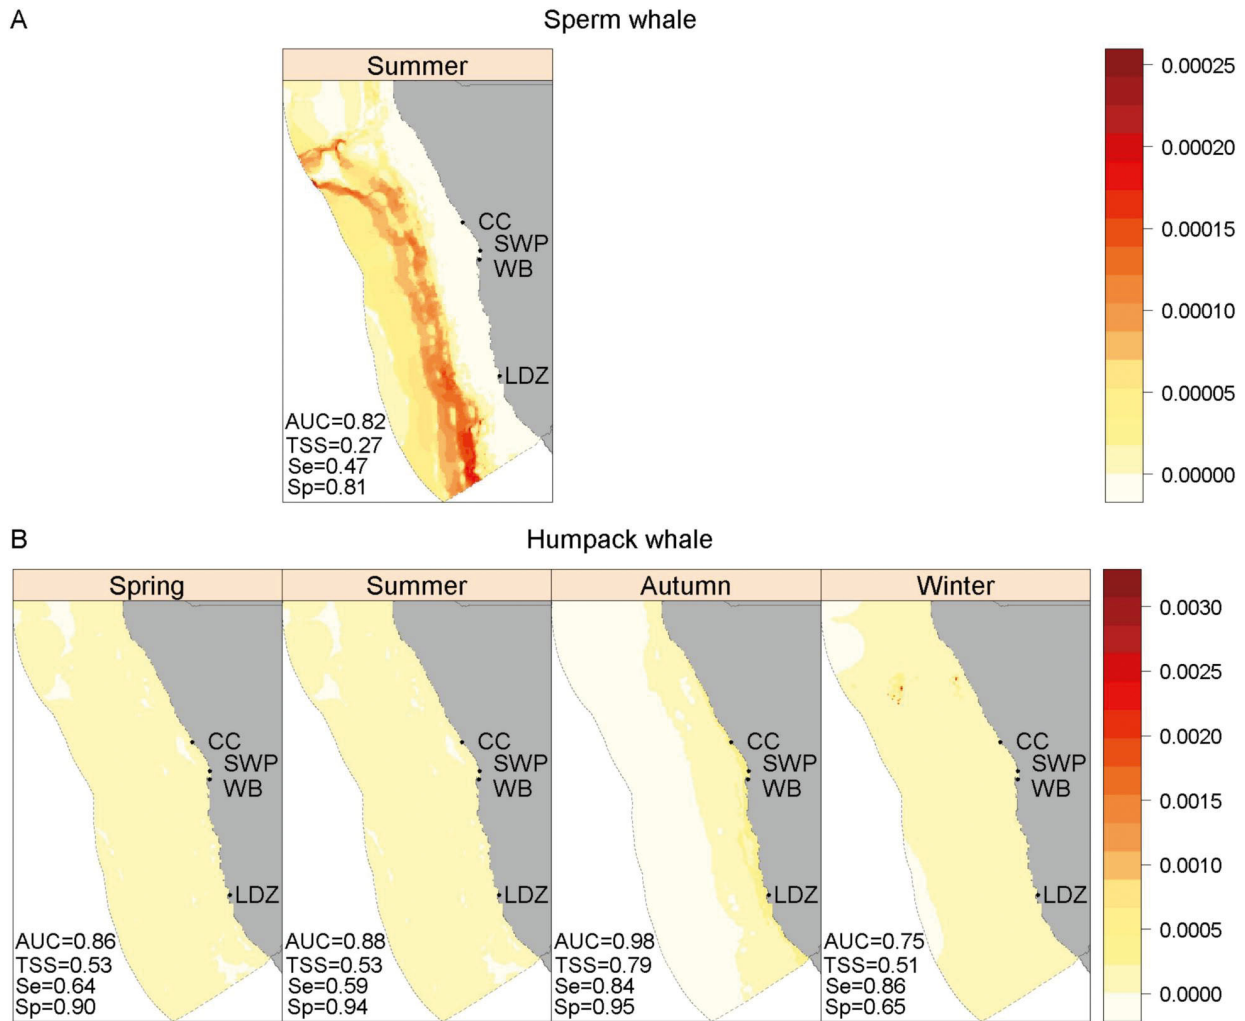 A
Sperm whale
Summer
CC
SWP
WB
LDZ
AUC=0.82
TSS=0.27
Se=0.47
Sp=0.81
0.00025
0.00020
0.00015
0.00010
0.00005
0.00000
B
Humpack whale
Spring
CC
SWP
WB
LDZ
AUC=0.86
TSS=0.53
Se=0.64
Sp=0.90
Summer
CC
SWP
WB
LDZ
AUC=0.88
TSS=0.53
Se=0.59
Sp=0.94
Autumn
CC
SWP
WB
LDZ
AUC=0.98
TSS=0.79
Se=0.84
Sp=0.95
Winter
CC
SWP
WB
LDZ
AUC=0.75
TSS=0.51
Se=0.86
Sp=0.65
0.0030
0.0025
0.0020
0.0015
0.0010
0.0005
0.0000